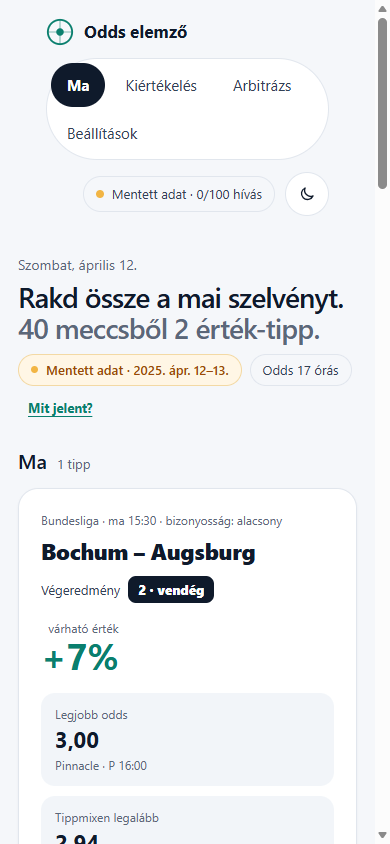 Odds elemző
Ma Kiértékelés Arbitrázs
Beállítások
Mentett adat · 0/100 hívás
Szombat, április 12.
Rakd össze a mai szelvényt.
40 meccsből 2 érték-tipp.
Mentett adat · 2025. ápr. 12–13. Odds 17 órás
Mit jelent?
Ma 1 tipp
Bundesliga · ma 15:30 · bizonyosság: alacsony
Bochum – Augsburg
Végeredmény 2 · vendég
várható érték
+7%
Legjobb odds
3,00
Pinnacle · P 16:00
Tippmixen legalább
2,94